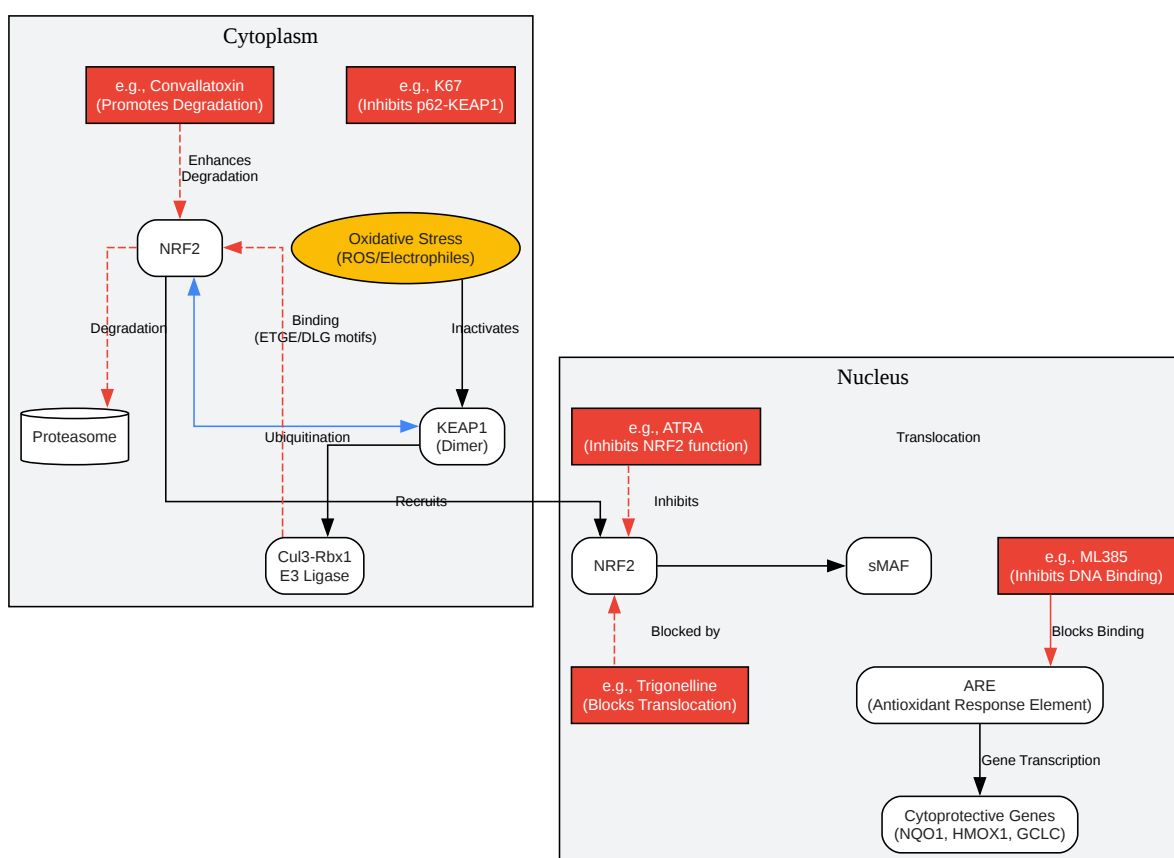 Cytoplasm
e.g., Convallatoxin
(Promotes Degradation)
e.g., K67
(Inhibits p62-KEAP1)
Enhances
Degradation
NRF2
Oxidative Stress
(ROS/Electrophiles)
Degradation
Binding
(ETGE/DLG motifs)
Inactivates
Proteasome
Ubiquitination
KEAP1
(Dimer)
Recruits
Cul3-Rbx1
E3 Ligase
Nucleus
e.g., ATRA
(Inhibits NRF2 function)
Translocation
Inhibits
NRF2
sMAF
e.g., ML385
(Inhibits DNA Binding)
Blocked by
Blocks Binding
e.g., Trigonelline
(Blocks Translocation)
ARE
(Antioxidant Response Element)
Gene Transcription
Cytoprotective Genes
(NQO1, HMOX1, GCLC)